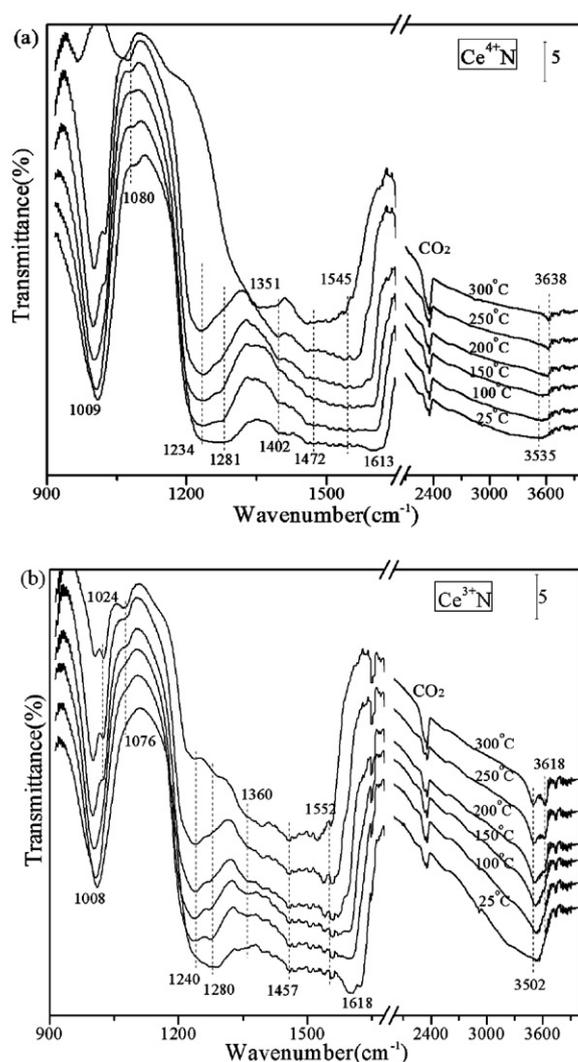 (a)
Ce⁴⁺N
5
Transmittance(%)
1080
1351
1545
CO₂
300°C
3638
250°C
200°C
150°C
100°C
25°C
1009
1234
1281
1402
1472
1613
3535
900
1200
1500
2400
3000
3600
Wavenumber(cm⁻¹)
(b)
1024
Ce³⁺N
5
Transmittance(%)
CO₂
1076
300°C
3618
250°C
1360
1552
200°C
150°C
100°C
25°C
1008
1240
1280
1457
1618
3502
900
1200
1500
2400
3000
3600
Wavenumber(cm⁻¹)